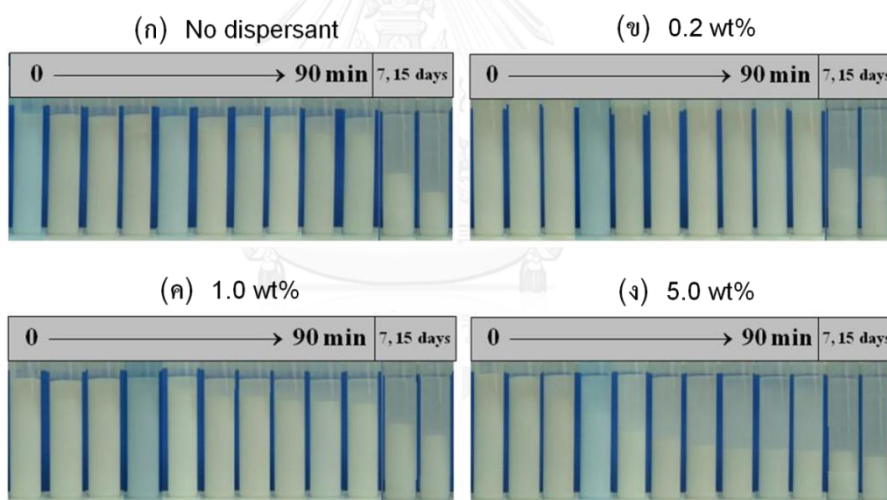 (ก) No dispersant
0 → 90 min 7, 15 days
(ข) 0.2 wt%
0 → 90 min 7, 15 days
(ค) 1.0 wt%
0 → 90 min 7, 15 days
(ง) 5.0 wt%
0 → 90 min 7, 15 days